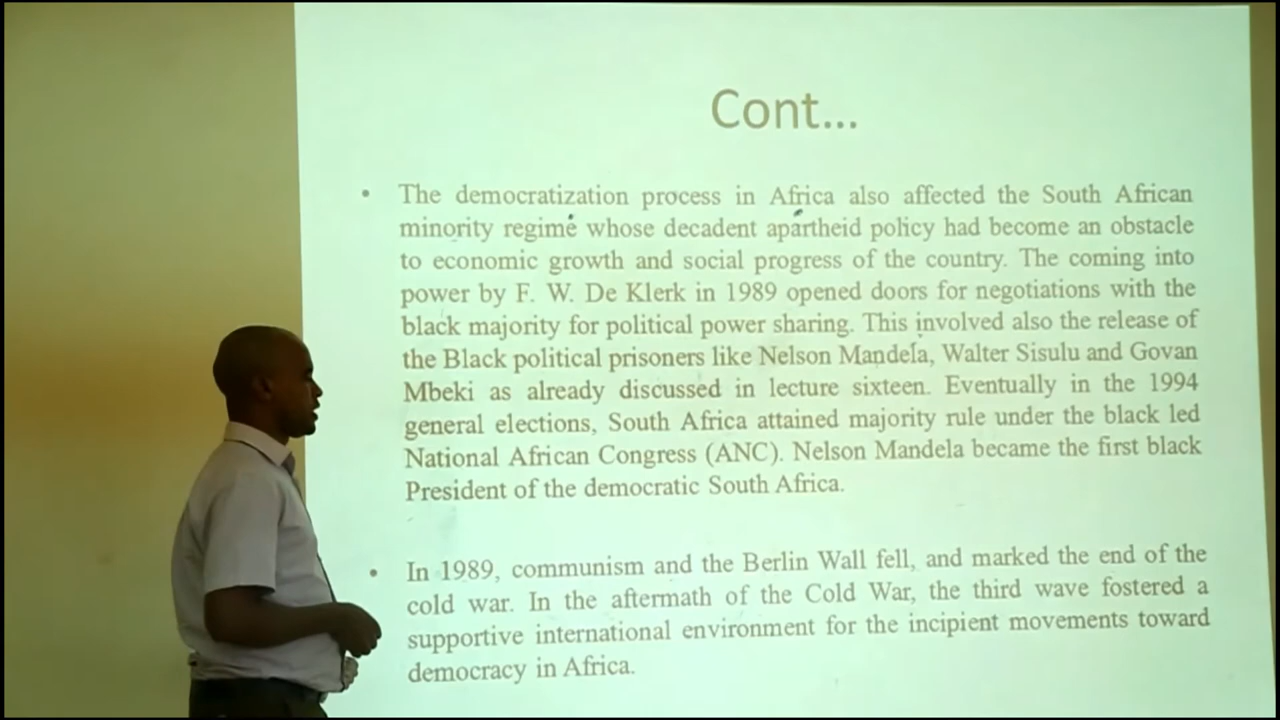 Cont...
• The democratization process in Africa also affected the South African
minority regime whose decadent apartheid policy had become an obstacle
to economic growth and social progress of the country. The coming into
power by F. W. De Klerk in 1989 opened doors for negotiations with the
black majority for political power sharing. This involved also the release of
the Black political prisoners like Nelson Mandela, Walter Sisulu and Govan
Mbeki as already discussed in lecture sixteen. Eventually in the 1994
general elections, South Africa attained majority rule under the black led
National African Congress (ANC). Nelson Mandela became the first black
President of the democratic South Africa.
• In 1989, communism and the Berlin Wall fell, and marked the end of the
cold war. In the aftermath of the Cold War, the third wave fostered a
supportive international environment for the incipient movements toward
democracy in Africa.